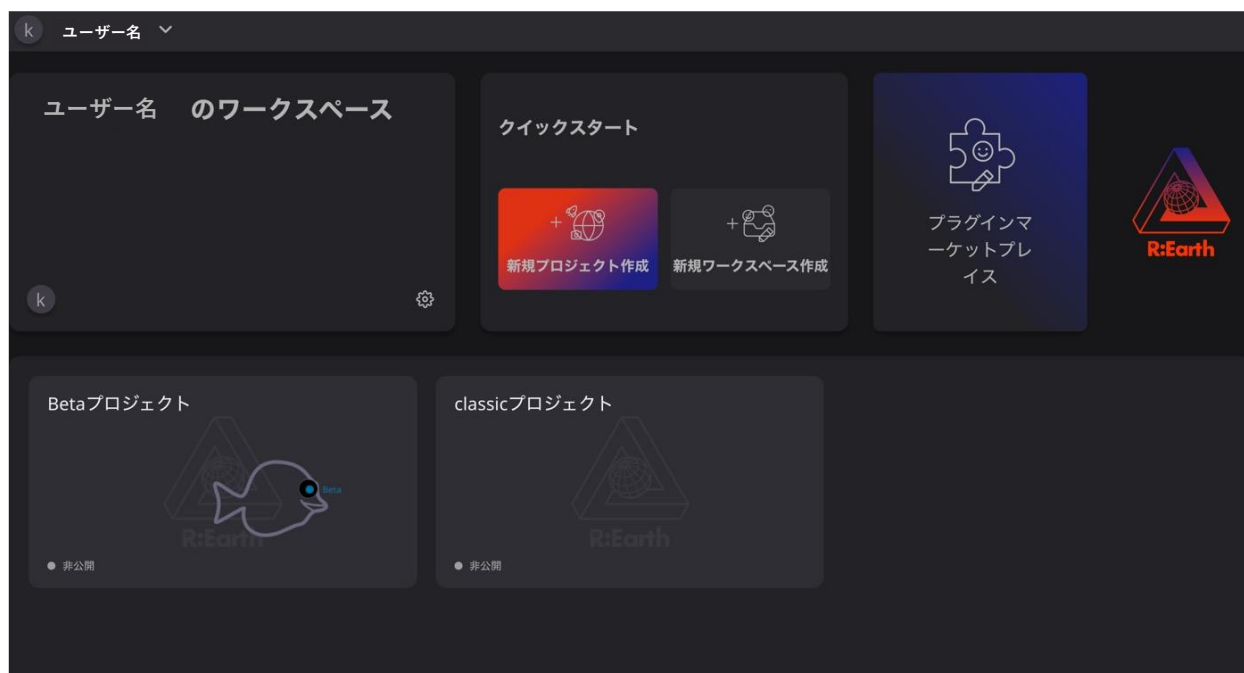 k ユーザー名
ユーザー名 のワークスペース
k
クイックスタート
新規プロジェクト作成
新規ワークスペース作成
プラグインマ
ーケットプレ
イス
R:Earth
Betaプロジェクト
Beta
R:Earth
非公開
classicプロジェクト
R:Earth
非公開